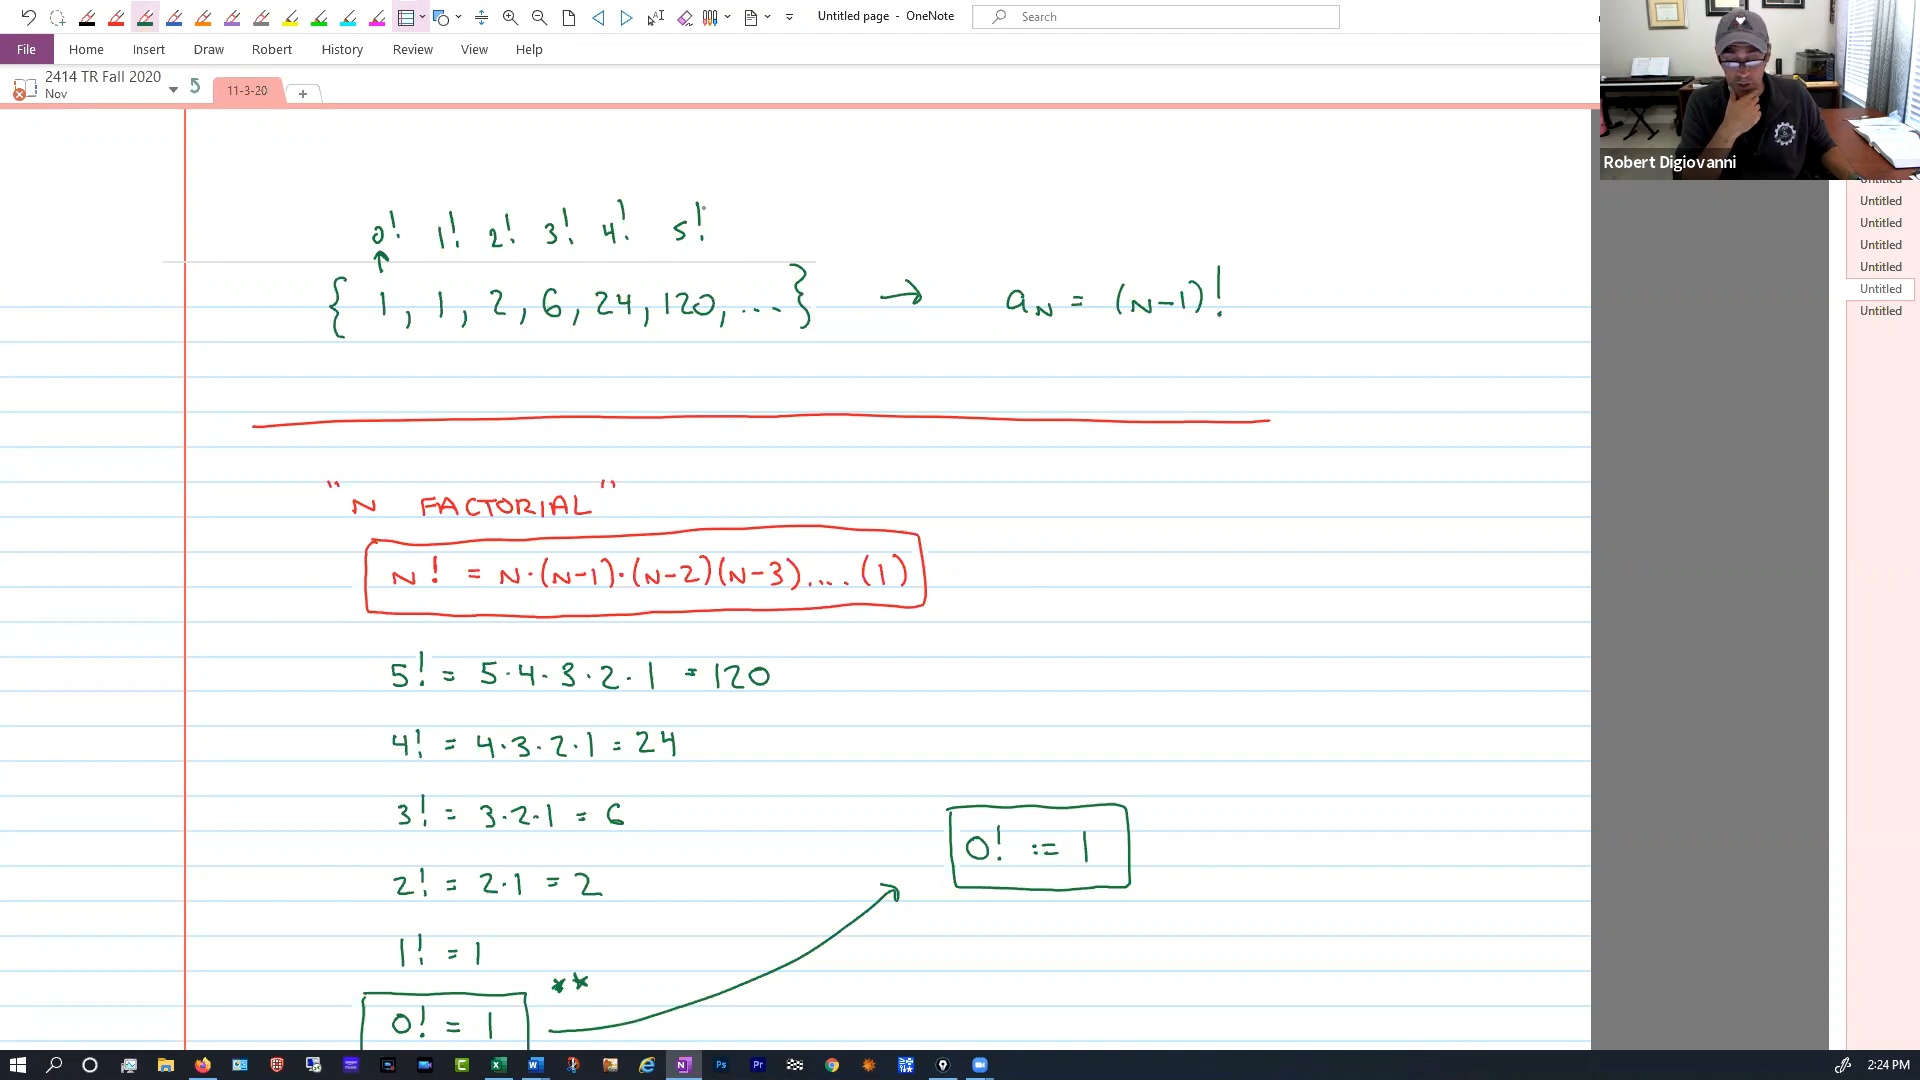 Untitled page - OneNote
Search
File Home Insert Draw Robert History Review View Help
2414 TR Fall 2020
Nov
11-3-20
Robert Digiovanni
Untitled
Untitled
Untitled
Untitled
Untitled
Untitled
Untitled
0! 1! 2! 3! 4! 5!
{ 1, 1, 2, 6, 24, 120, ... } → aN = (N-1)!
"N FACTORIAL"
N! = N·(N-1)·(N-2)(N-3)....(1)
5! = 5·4·3·2·1 = 120
4! = 4·3·2·1 = 24
3! = 3·2·1 = 6
0! := 1
2! = 2·1 = 2
1! = 1
**
0! = 1
2:24 PM